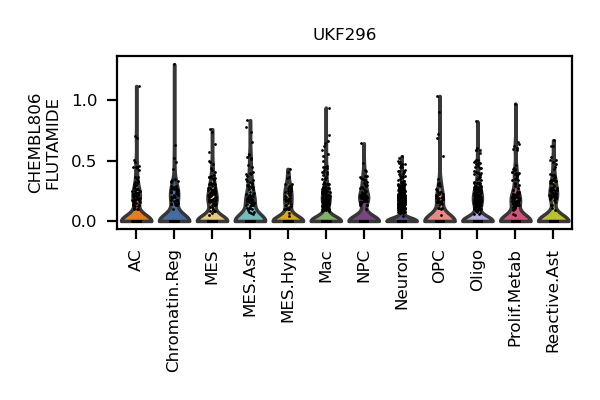 UKF296
CHEMBL806
FLUTAMIDE
1.0
0.5
0.0
AC
Chromatin.Reg
MES
MES.Ast
MES.Hyp
Mac
NPC
Neuron
OPC
Oligo
Prolif.Metab
Reactive.Ast